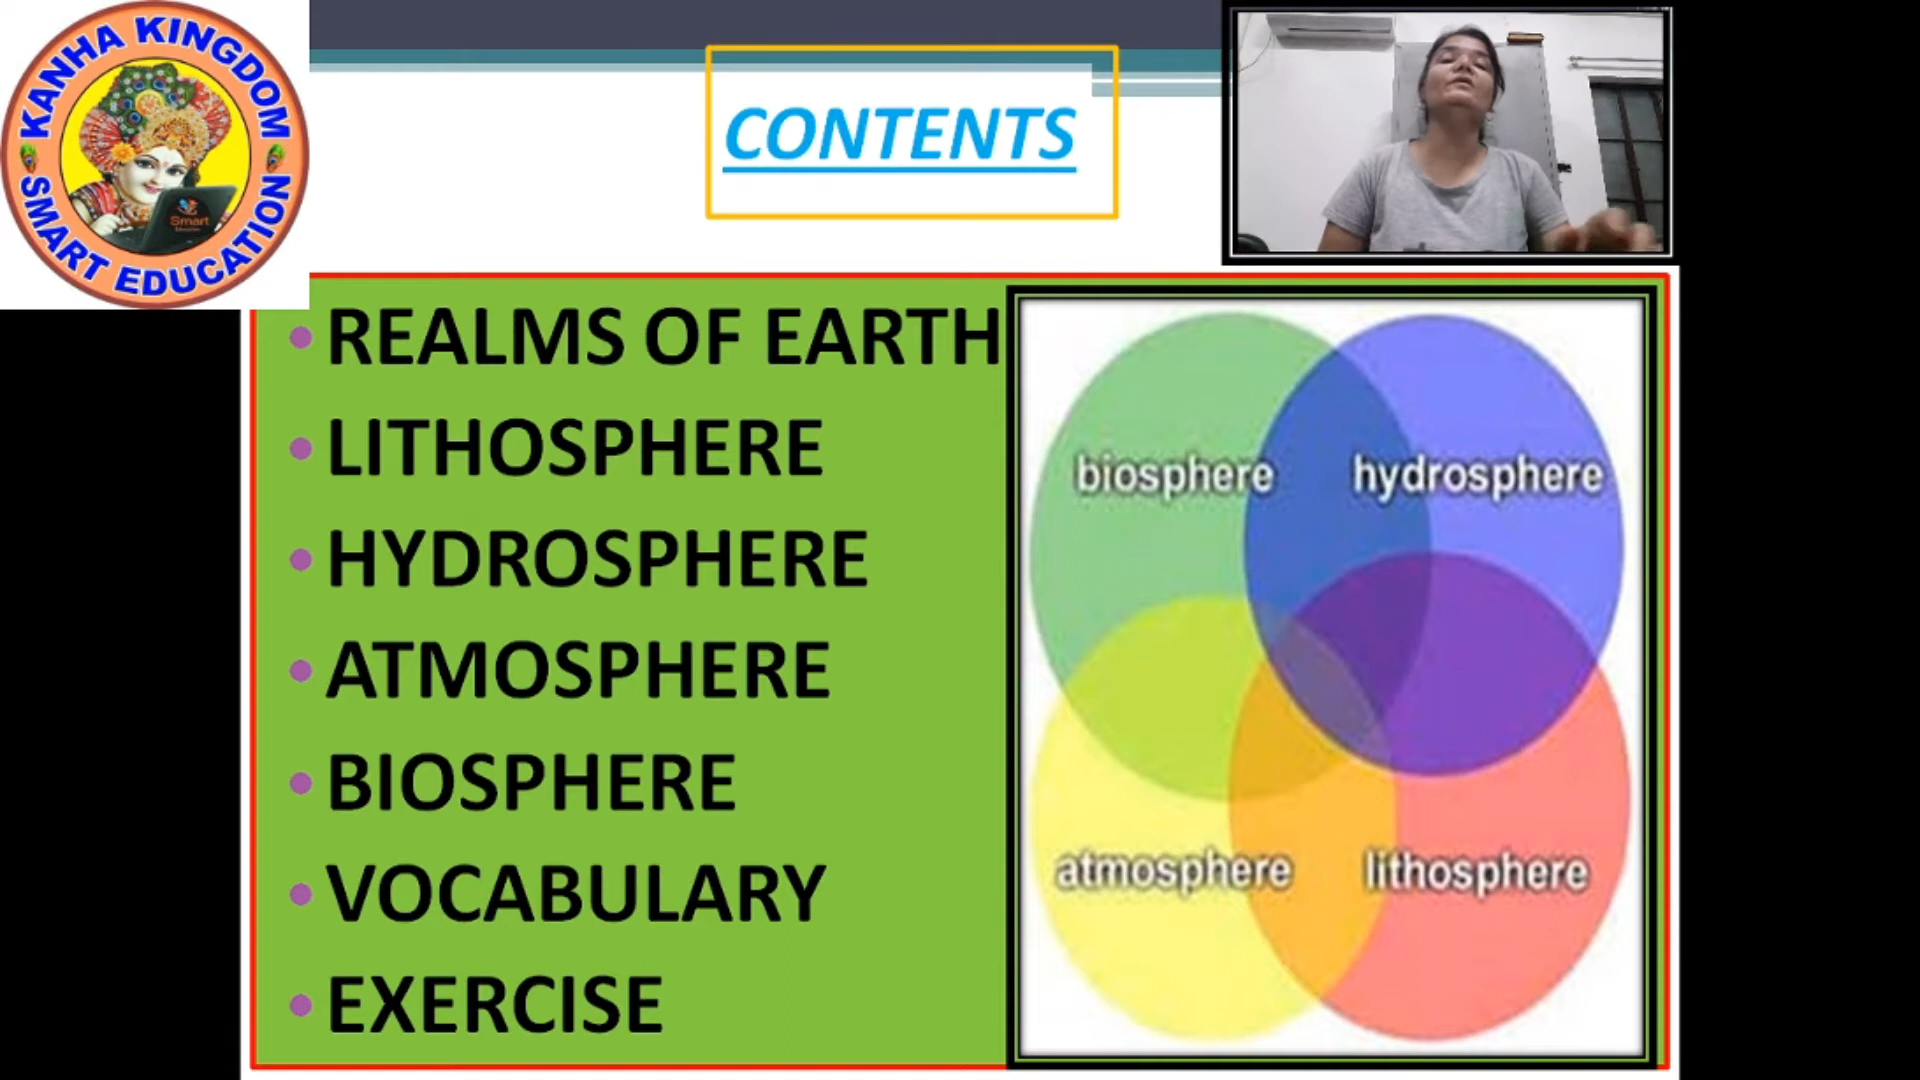 KANHA KINGDOM
SMART EDUCATION
Smart
CONTENTS
REALMS OF EARTH
LITHOSPHERE
HYDROSPHERE
ATMOSPHERE
BIOSPHERE
VOCABULARY
EXERCISE
biosphere
hydrosphere
atmosphere
lithosphere